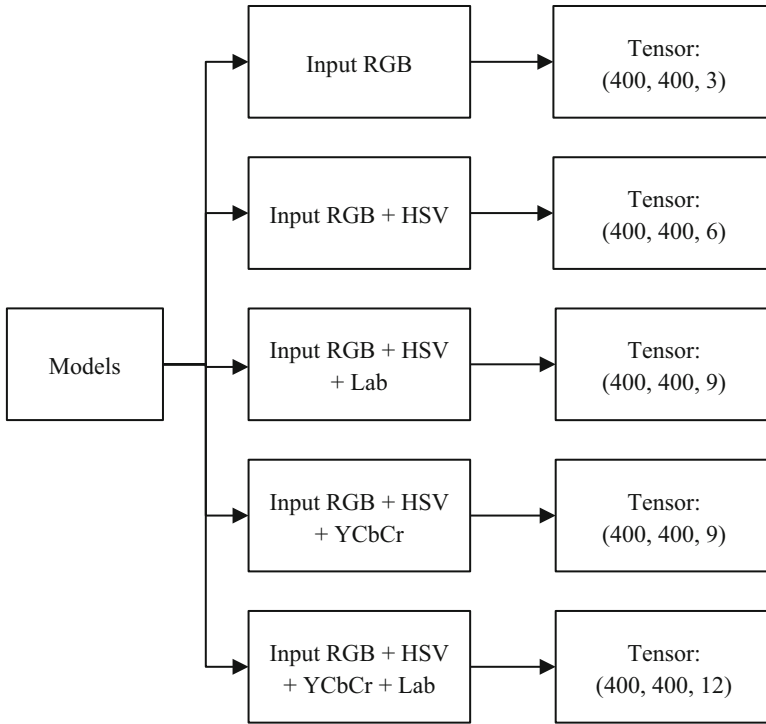 Input RGB
Tensor:
(400, 400, 3)
Input RGB + HSV
Tensor:
(400, 400, 6)
Models
Input RGB + HSV
+ Lab
Tensor:
(400, 400, 9)
Input RGB + HSV
+ YCbCr
Tensor:
(400, 400, 9)
Input RGB + HSV
+ YCbCr + Lab
Tensor:
(400, 400, 12)